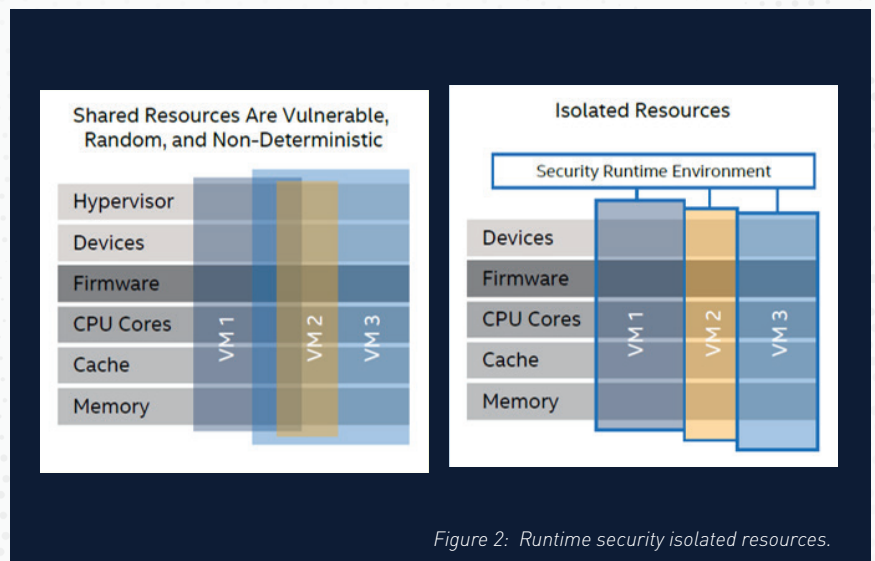 Shared Resources Are Vulnerable,
Random, and Non-Deterministic
Hypervisor
Devices
Firmware
CPU Cores
Cache
Memory
VM 1
VM 2
VM 3
Isolated Resources
Security Runtime Environment
Devices
Firmware
CPU Cores
Cache
Memory
VM 1
VM 2
VM 3
Figure 2: Runtime security isolated resources.